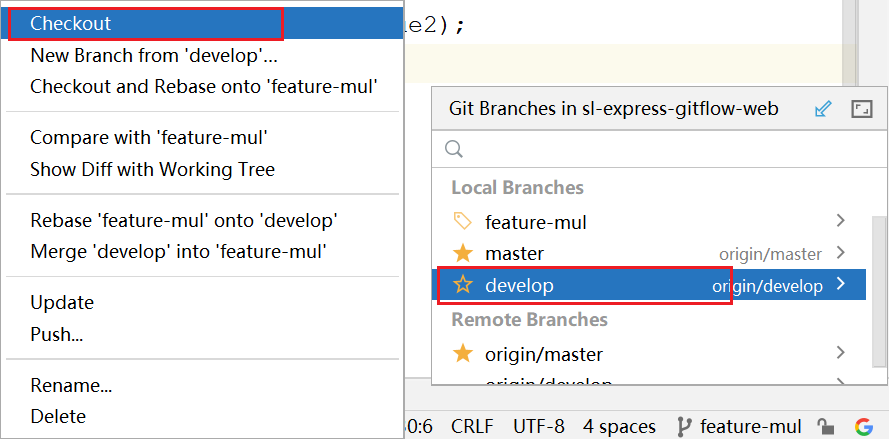 Checkout
New Branch from 'develop'...
Checkout and Rebase onto 'feature-mul'
Compare with 'feature-mul'
Show Diff with Working Tree
Rebase 'feature-mul' onto 'develop'
Merge 'develop' into 'feature-mul'
Update
Push...
Rename...
Delete
e2);
Git Branches in sl-express-gitflow-web
Local Branches
feature-mul
master origin/master
develop origin/develop
Remote Branches
origin/master
origin/develop
0:6 CRLF UTF-8 4 spaces feature-mul